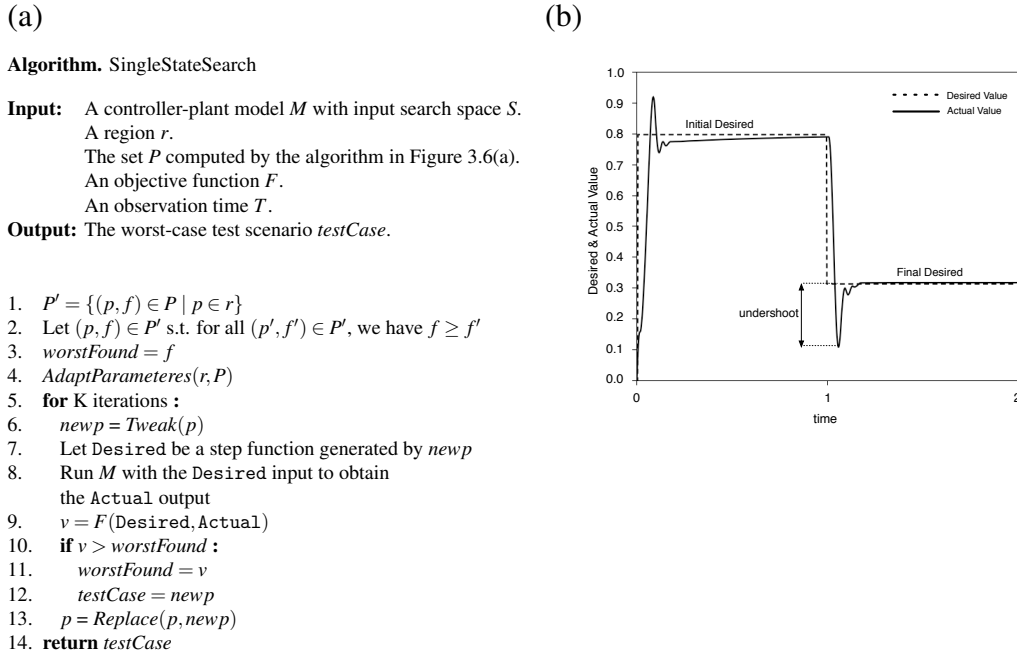 (a)
Algorithm. SingleStateSearch
Input: A controller-plant model M with input search space S.
A region r.
The set P computed by the algorithm in Figure 3.6(a).
An objective function F.
An observation time T.
Output: The worst-case test scenario testCase.
1. P′ = {(p, f) ∈ P | p ∈ r}
2. Let (p, f) ∈ P′ s.t. for all (p′, f′) ∈ P′, we have f ≥ f′
3. worstFound = f
4. AdaptParameteres(r, P)
5. for K iterations :
6. newp = Tweak(p)
7. Let Desired be a step function generated by newp
8. Run M with the Desired input to obtain
the Actual output
9. v = F(Desired, Actual)
10. if v > worstFound :
11. worstFound = v
12. testCase = newp
13. p = Replace(p, newp)
14. return testCase
(b)
1.0
0.9
0.8
0.7
0.6
0.5
0.4
0.3
0.2
0.1
0.0
Desired & Actual Value
Desired Value
Actual Value
Initial Desired
Final Desired
undershoot
0
1
2
time